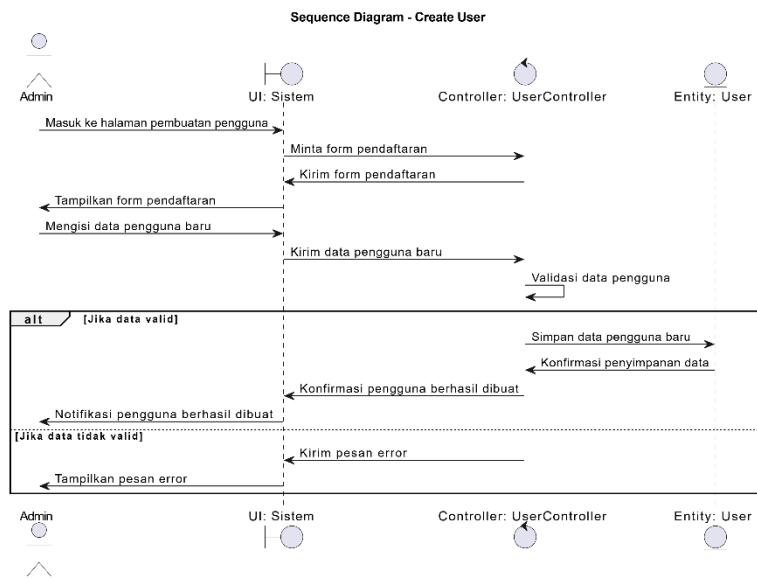 Sequence Diagram - Create User
Admin
UI: Sistem
Controller: UserController
Entity: User
Masuk ke halaman pembuatan pengguna
Minta form pendaftaran
Kirim form pendaftaran
Tampilkan form pendaftaran
Mengisi data pengguna baru
Kirim data pengguna baru
Validasi data pengguna
alt
[Jika data valid]
Simpan data pengguna baru
Konfirmasi penyimpanan data
Konfirmasi pengguna berhasil dibuat
Notifikasi pengguna berhasil dibuat
[Jika data tidak valid]
Kirim pesan error
Tampilkan pesan error
Admin
UI: Sistem
Controller: UserController
Entity: User